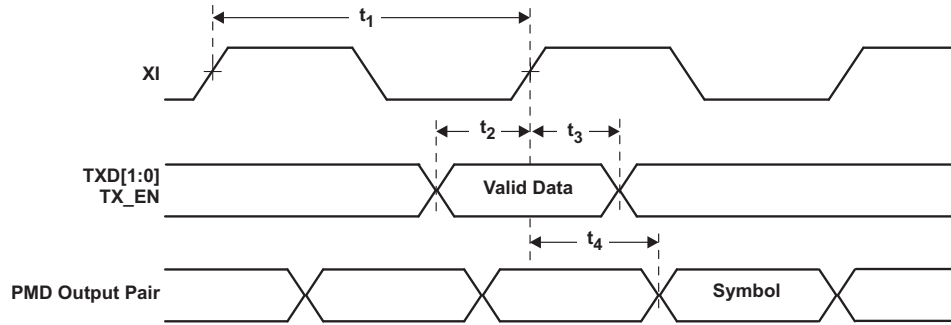 t1
XI
t2
t3
TXD[1:0]
TX_EN
Valid Data
t4
PMD Output Pair
Symbol